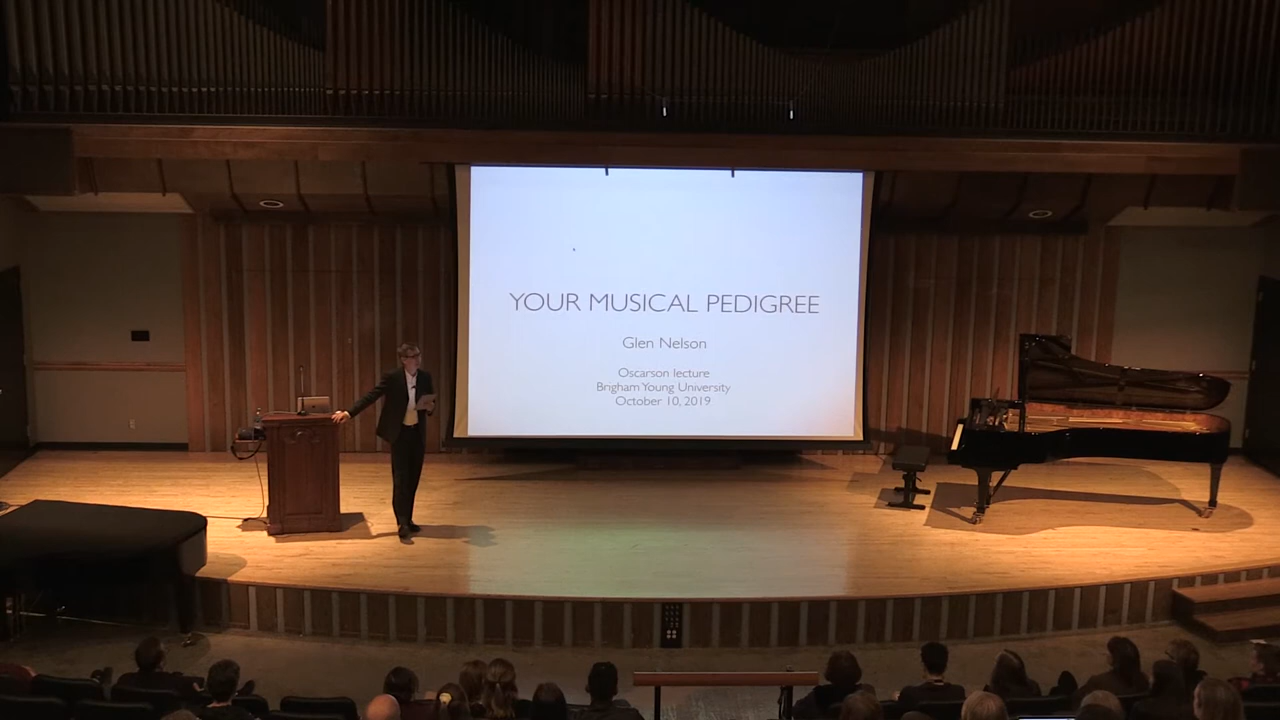 YOUR MUSICAL PEDIGREE
Glen Nelson
Oscarson lecture
Brigham Young University
October 10, 2019